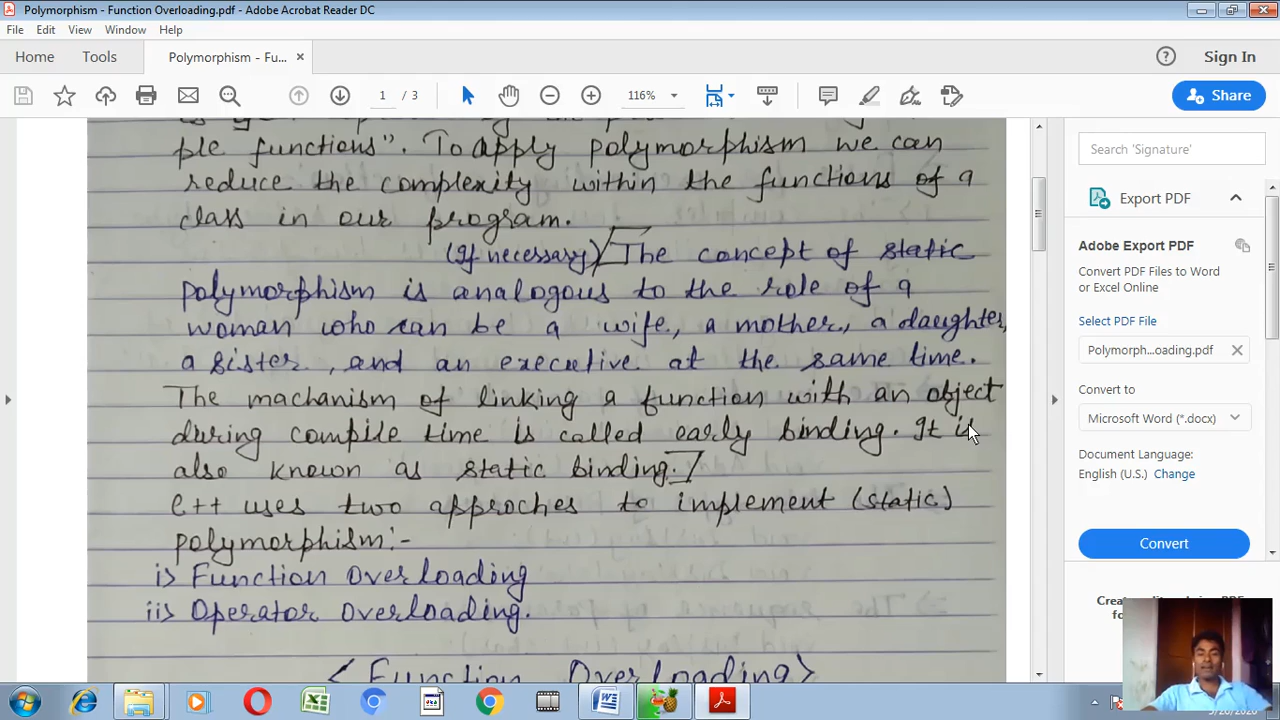 Polymorphism - Function Overloading.pdf - Adobe Acrobat Reader DC
File Edit View Window Help
Home Tools Polymorphism - Fu... × Sign In
1 / 3 116% Share
ple functions". To apply polymorphism we can
reduce the complexity within the functions of a
class in our program.
(If necessary) The concept of static
polymorphism is analogous to the role of a
woman who can be a wife, a mother, a daughter,
a sister, and an executive at the same time.
The machanism of linking a function with an object
during compile time is called early binding. It is
also known as static binding.
C++ uses two approches to implement (static)
polymorphism:-
i> Function Overloading
ii> Operator Overloading.
< Function Overloading >
Search 'Signature'
Export PDF
Adobe Export PDF
Convert PDF Files to Word
or Excel Online
Select PDF File
Polymorph...oading.pdf ×
Convert to
Microsoft Word (*.docx)
Document Language:
English (U.S.) Change
Convert